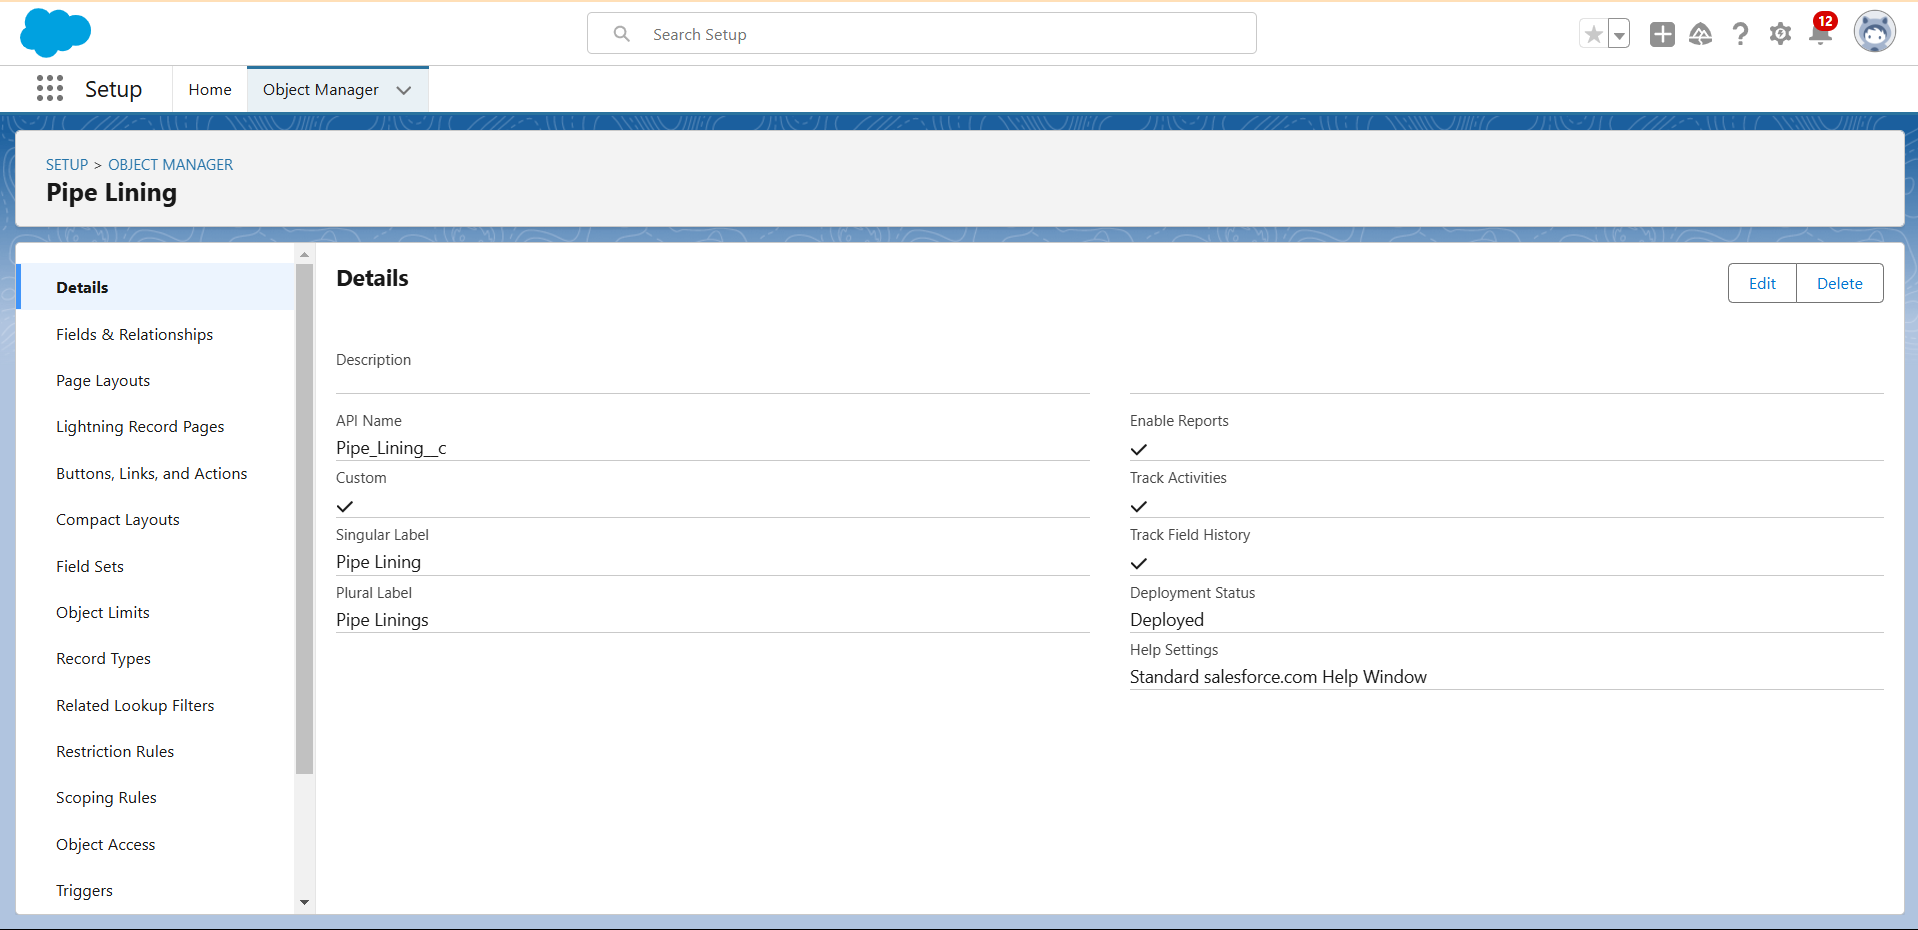 Search Setup
12
Setup
Home
Object Manager
SETUP > OBJECT MANAGER
Pipe Lining
Details
Fields & Relationships
Page Layouts
Lightning Record Pages
Buttons, Links, and Actions
Compact Layouts
Field Sets
Object Limits
Record Types
Related Lookup Filters
Restriction Rules
Scoping Rules
Object Access
Triggers
Details
Edit
Delete
Description
API Name
Pipe_Lining__c
Custom
Singular Label
Pipe Lining
Plural Label
Pipe Linings
Enable Reports
Track Activities
Track Field History
Deployment Status
Deployed
Help Settings
Standard salesforce.com Help Window